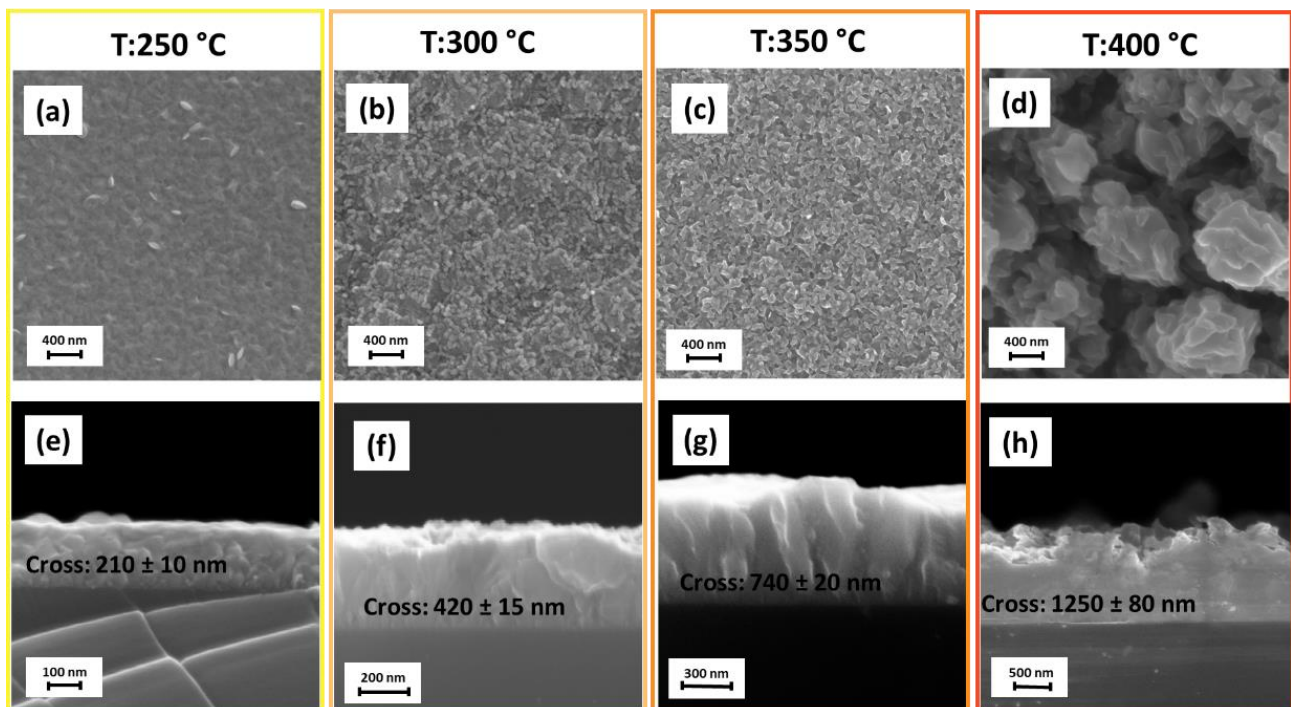 T:250 °C
T:300 °C
T:350 °C
T:400 °C
(a)
(b)
(c)
(d)
400 nm
400 nm
400 nm
400 nm
(e)
(f)
(g)
(h)
Cross: 210 ± 10 nm
Cross: 420 ± 15 nm
Cross: 740 ± 20 nm
Cross: 1250 ± 80 nm
100 nm
200 nm
300 nm
500 nm